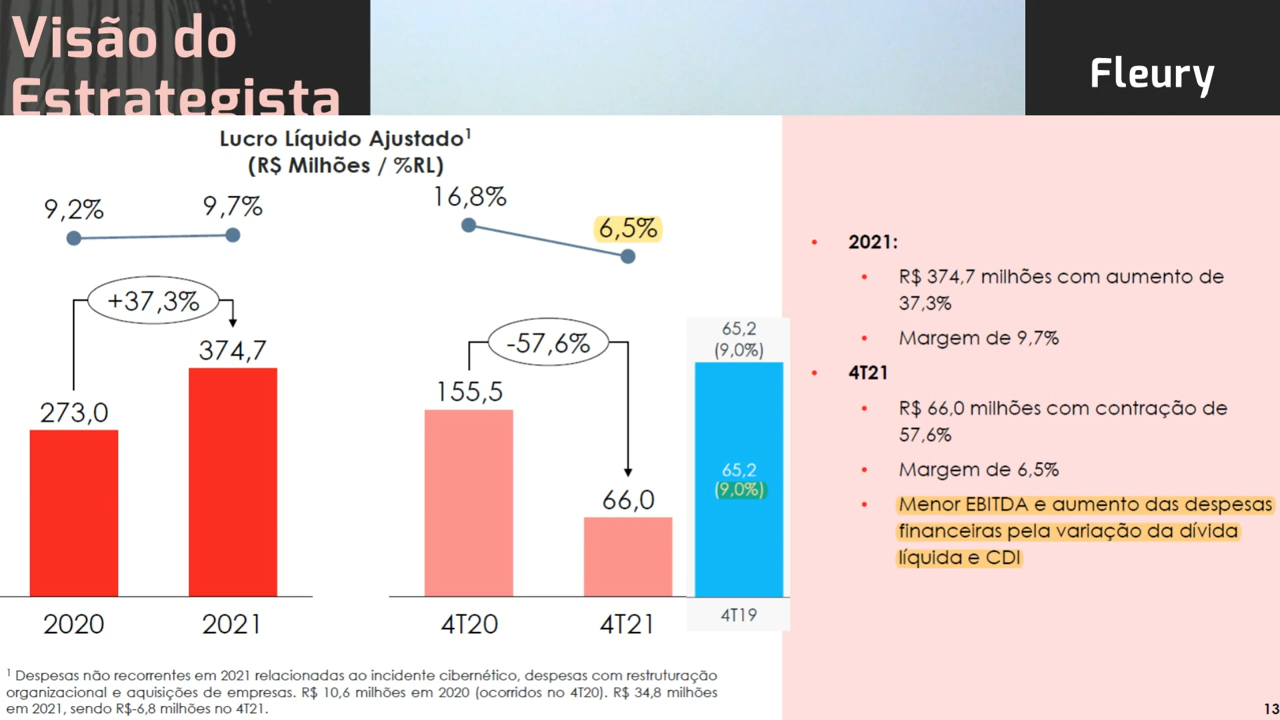 Visão do
Estrategista
Fleury
Lucro Líquido Ajustado¹
(R$ Milhões / %RL)
9,2%
9,7%
16,8%
6,5%
+37,3%
-57,6%
273,0
374,7
155,5
66,0
65,2
(9,0%)
65,2
(9,0%)
2020
2021
4T20
4T21
4T19
• 2021:
• R$ 374,7 milhões com aumento de
37,3%
• Margem de 9,7%
• 4T21
• R$ 66,0 milhões com contração de
57,6%
• Margem de 6,5%
• Menor EBITDA e aumento das despesas
financeiras pela variação da dívida
líquida e CDI
¹ Despesas não recorrentes em 2021 relacionadas ao incidente cibernético, despesas com restruturação
organizacional e aquisições de empresas. R$ 10,6 milhões em 2020 (ocorridos no 4T20). R$ 34,8 milhões
em 2021, sendo R$-6,8 milhões no 4T21.
13